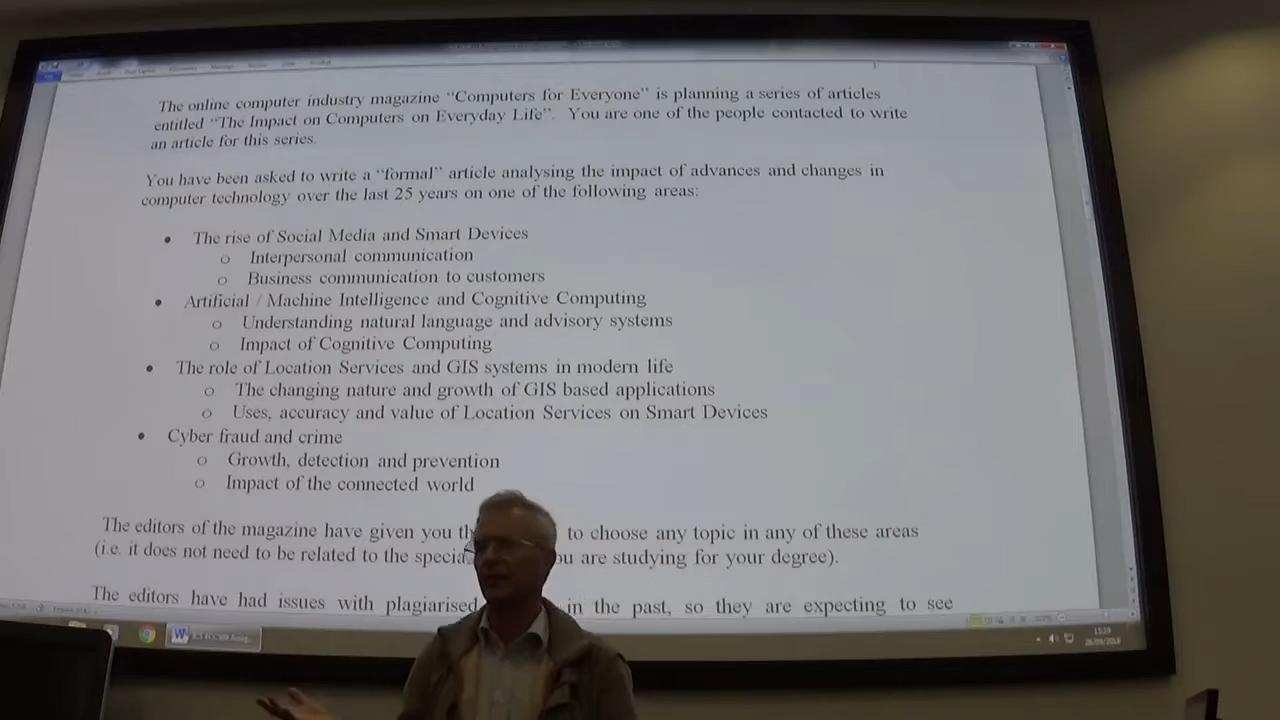 The online computer industry magazine “Computers for Everyone” is planning a series of articles
entitled “The Impact on Computers on Everyday Life”. You are one of the people contacted to write
an article for this series.
You have been asked to write a “formal” article analysing the impact of advances and changes in
computer technology over the last 25 years on one of the following areas:
• The rise of Social Media and Smart Devices
o Interpersonal communication
o Business communication to customers
• Artificial / Machine Intelligence and Cognitive Computing
o Understanding natural language and advisory systems
o Impact of Cognitive Computing
• The role of Location Services and GIS systems in modern life
o The changing nature and growth of GIS based applications
o Uses, accuracy and value of Location Services on Smart Devices
• Cyber fraud and crime
o Growth, detection and prevention
o Impact of the connected world
The editors of the magazine have given you to choose any topic in any of these areas
(i.e. it does not need to be related to the are studying for your degree).
The editors have had issues with plagiarised in the past, so they are expecting to see
15:19